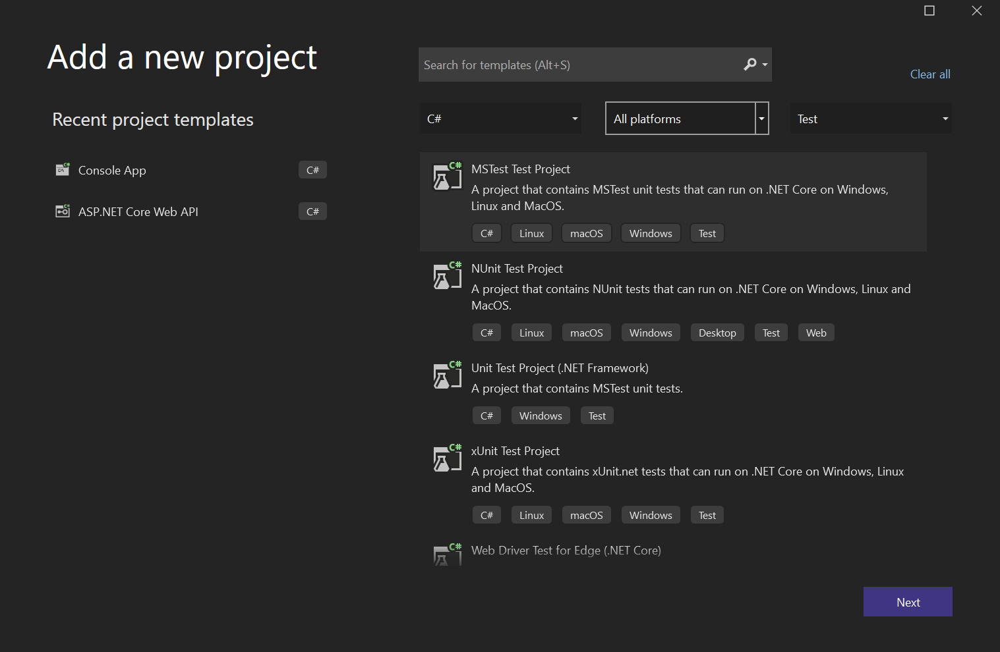 Add a new project
Search for templates (Alt+S)
Clear all
Recent project templates
C#
All platforms
Test
Console App
C#
ASP.NET Core Web API
C#
MSTest Test Project
A project that contains MSTest unit tests that can run on .NET Core on Windows,
Linux and MacOS.
C# Linux macOS Windows Test
NUnit Test Project
A project that contains NUnit tests that can run on .NET Core on Windows, Linux and
MacOS.
C# Linux macOS Windows Desktop Test Web
Unit Test Project (.NET Framework)
A project that contains MSTest unit tests.
C# Windows Test
xUnit Test Project
A project that contains xUnit.net tests that can run on .NET Core on Windows, Linux
and MacOS.
C# Linux macOS Windows Test
Web Driver Test for Edge (.NET Core)
Next